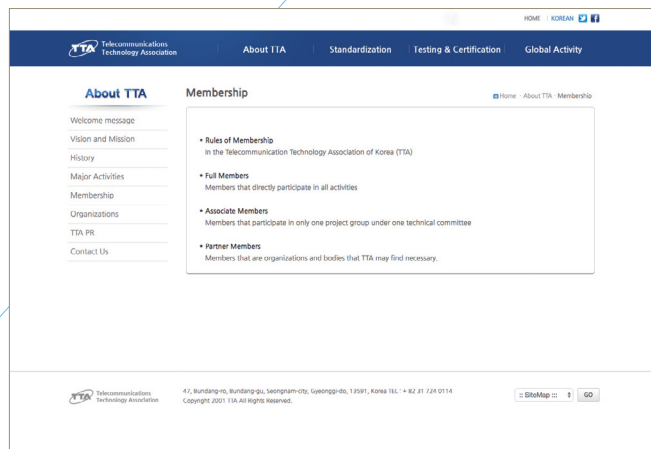 HOME | KOREAN
TTA Telecommunications
Technology Association
About TTA
Standardization
Testing & Certification
Global Activity
About TTA
Welcome message
Vision and Mission
History
Major Activities
Membership
Organizations
TTA PR
Contact Us
Membership
Home · About TTA · Membership
• Rules of Membership
In the Telecommunication Technology Association of Korea (TTA)
• Full Members
Members that directly participate in all activities
• Associate Members
Members that participate in only one project group under one technical committee
• Partner Members
Members that are organizations and bodies that TTA may find necessary.
TTA Telecommunications
Technology Association
47, Bundang-ro, Bundang-gu, Seongnam-city, Gyeonggi-do, 13591, Korea TEL : + 82 31 724 0114
Copyright 2001 TTA All Rights Reserved.
:: SiteMap :::
GO